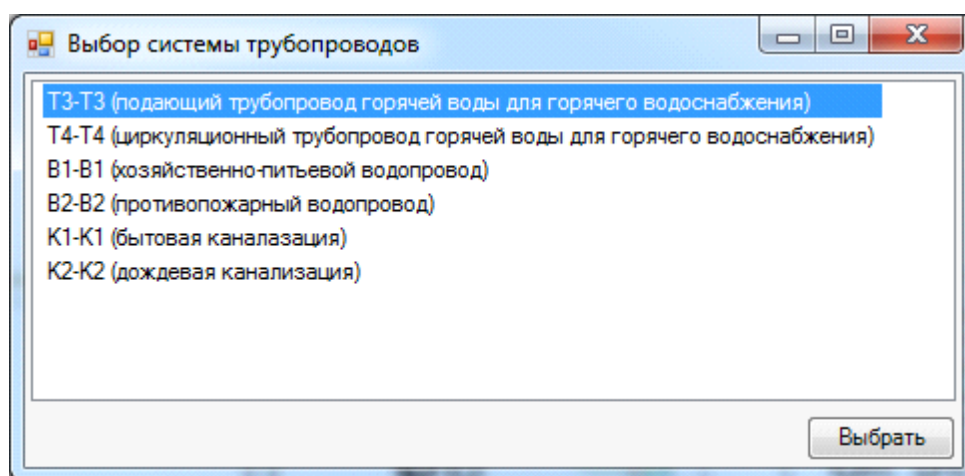 Выбор системы трубопроводов
Т3-Т3 (подающий трубопровод горячей воды для горячего водоснабжения)
Т4-Т4 (циркуляционный трубопровод горячей воды для горячего водоснабжения)
В1-В1 (хозяйственно-питьевой водопровод)
В2-В2 (противопожарный водопровод)
К1-К1 (бытовая каналазация)
К2-К2 (дождевая канализация)
Выбрать